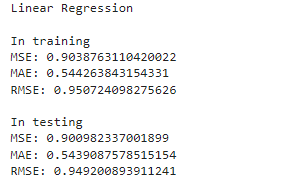 Linear Regression
In training
MSE: 0.9038763110420022
MAE: 0.544263843154331
RMSE: 0.950724098275626
In testing
MSE: 0.900982337001899
MAE: 0.5439087578515154
RMSE: 0.949200893911241